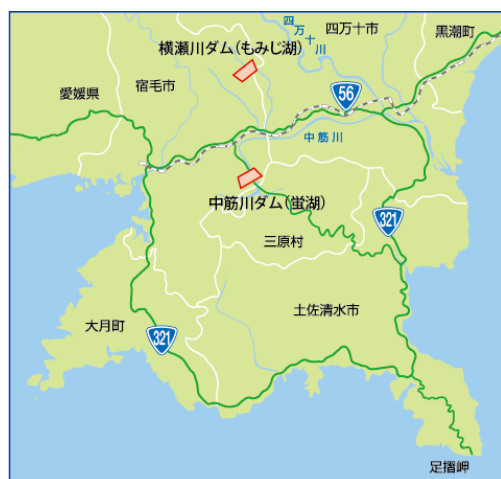 四万十川
四万十市
黒潮町
横瀬川ダム(もみじ湖)
宿毛市
愛媛県
56
中筋川
中筋川ダム(蛍湖)
321
三原村
土佐清水市
大月町
321
足摺岬